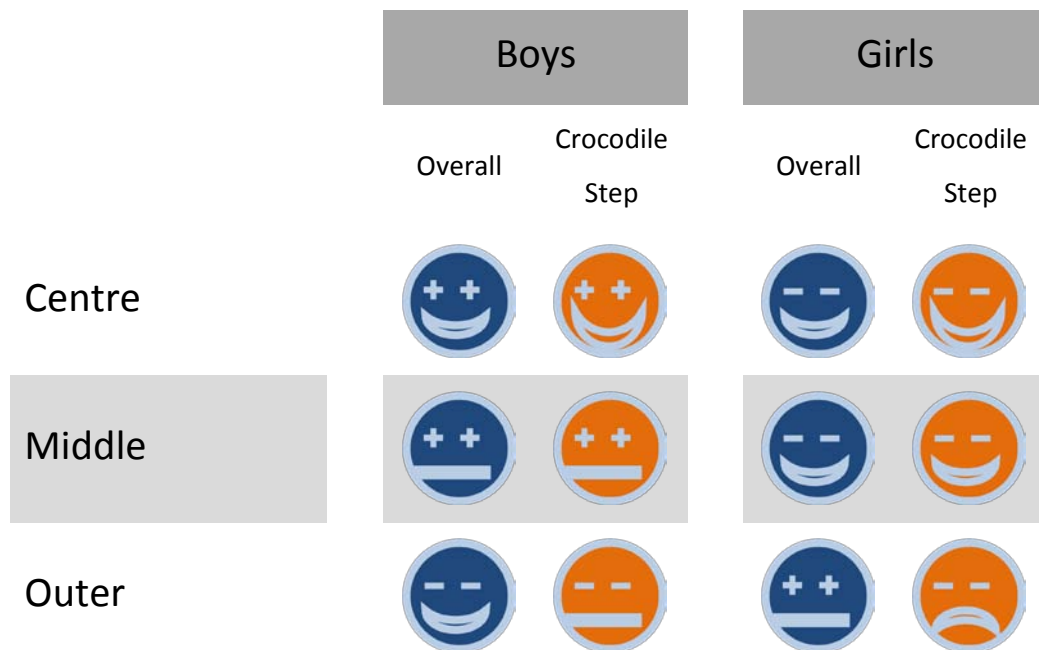 Boys
Girls
Overall
Crocodile
Step
Overall
Crocodile
Step
Centre
Middle
Outer